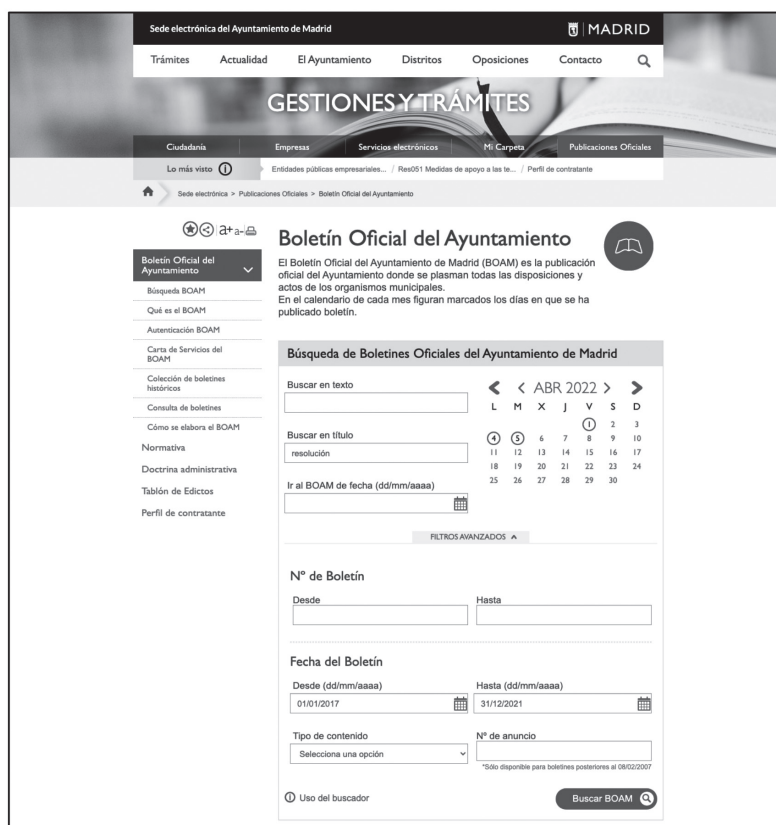 Sede electrónica del Ayuntamiento de Madrid
MADRID
Trámites Actualidad El Ayuntamiento Distritos Oposiciones Contacto
GESTIONES Y TRÁMITES
Ciudadanía Empresas Servicios electrónicos Mi Carpeta Publicaciones Oficiales
Lo más visto Entidades públicas empresariales... / Res051 Medidas de apoyo a las te... / Perfil de contratante
Sede electrónica > Publicaciones Oficiales > Boletín Oficial del Ayuntamiento
a+ a-
Boletín Oficial del
Ayuntamiento
Búsqueda BOAM
Qué es el BOAM
Autenticación BOAM
Carta de Servicios del
BOAM
Colección de boletines
históricos
Consulta de boletines
Cómo se elabora el BOAM
Normativa
Doctrina administrativa
Tablón de Edictos
Perfil de contratante
Boletín Oficial del Ayuntamiento
El Boletín Oficial del Ayuntamiento de Madrid (BOAM) es la publicación
oficial del Ayuntamiento donde se plasman todas las disposiciones y
actos de los organismos municipales.
En el calendario de cada mes figuran marcados los días en que se ha
publicado boletín.
Búsqueda de Boletines Oficiales del Ayuntamiento de Madrid
Buscar en texto
Buscar en título
resolución
Ir al BOAM de fecha (dd/mm/aaaa)
ABR 2022
L M X J V S D
1 2 3
4 5 6 7 8 9 10
11 12 13 14 15 16 17
18 19 20 21 22 23 24
25 26 27 28 29 30
FILTROS AVANZADOS
Nº de Boletín
Desde Hasta
Fecha del Boletín
Desde (dd/mm/aaaa) Hasta (dd/mm/aaaa)
01/01/2017 31/12/2021
Tipo de contenido Nº de anuncio
Selecciona una opción
*Sólo disponible para boletines posteriores al 08/02/2007
Uso del buscador Buscar BOAM